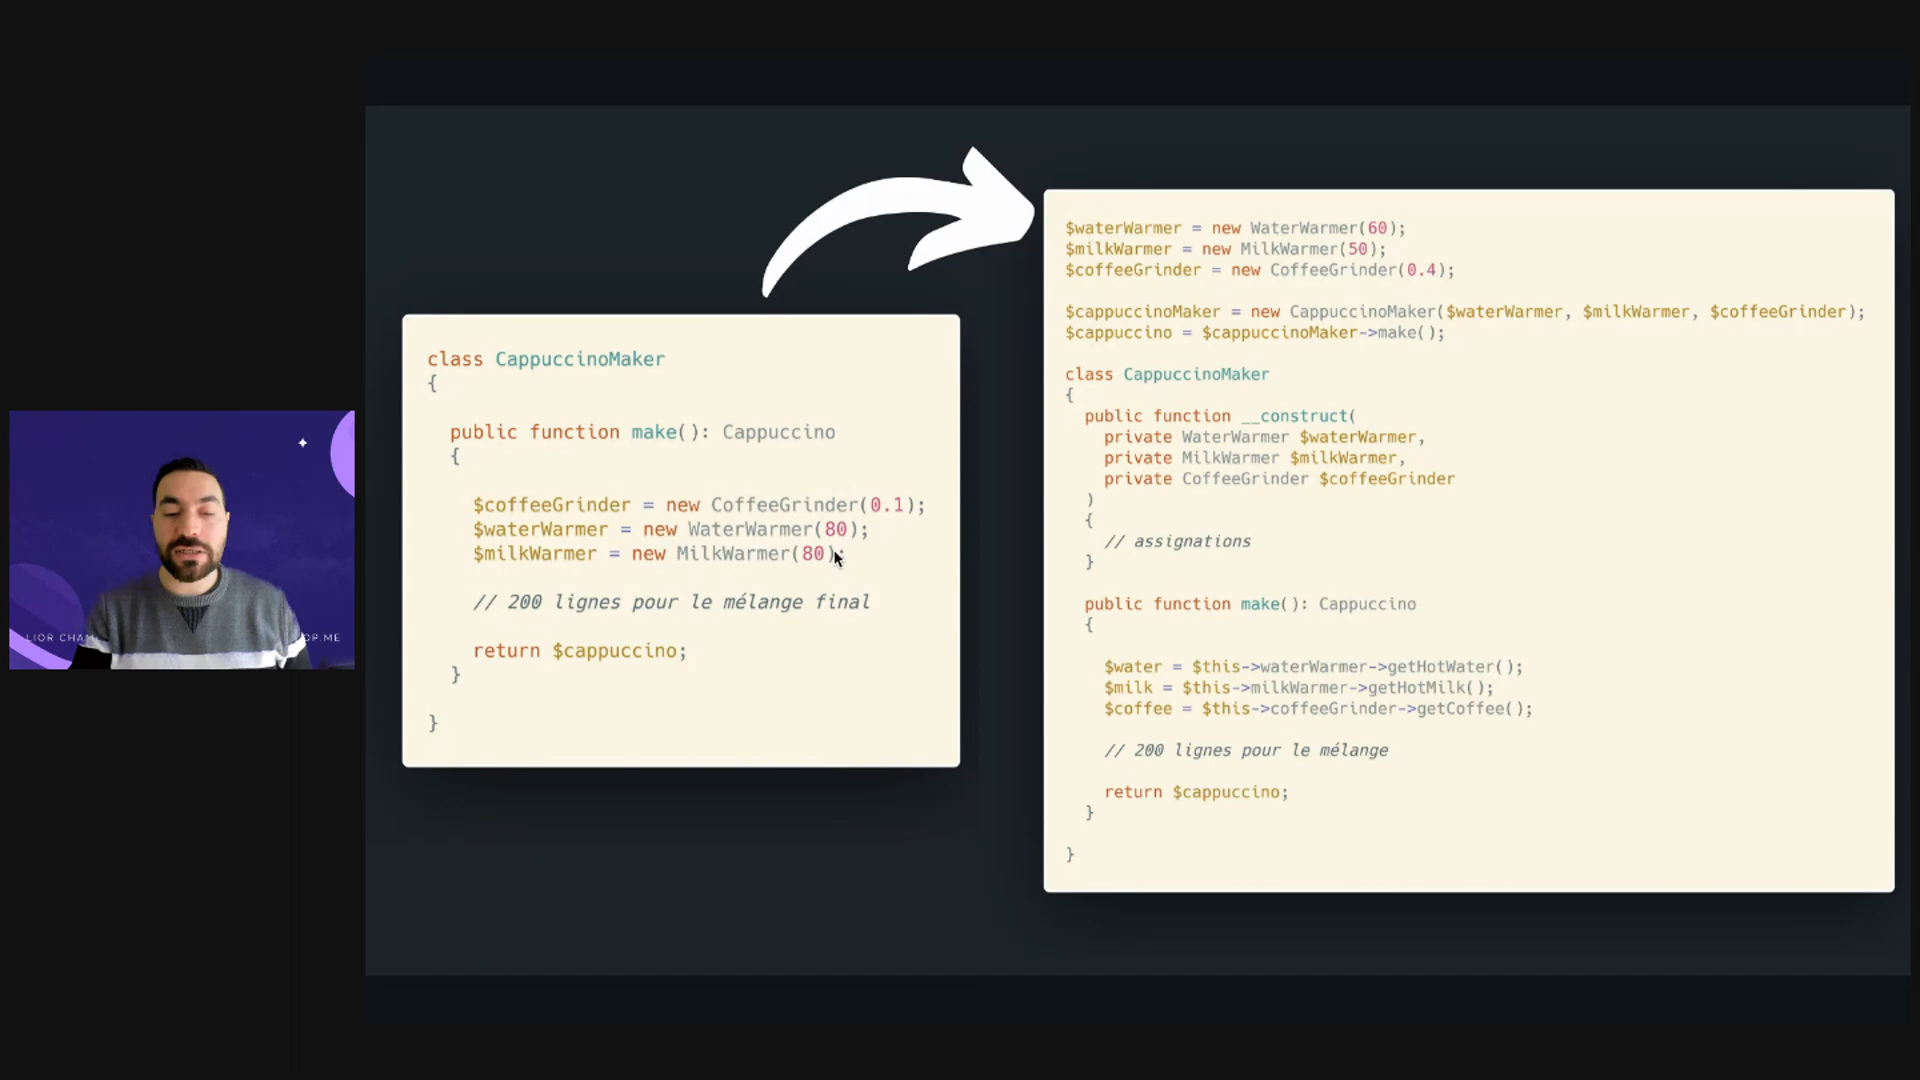 LIOR CHAM
OP.ME
class CappuccinoMaker
{
public function make(): Cappuccino
{
$coffeeGrinder = new CoffeeGrinder(0.1);
$waterWarmer = new WaterWarmer(80);
$milkWarmer = new MilkWarmer(80);
// 200 lignes pour le mélange final
return $cappuccino;
}
}
$waterWarmer = new WaterWarmer(60);
$milkWarmer = new MilkWarmer(50);
$coffeeGrinder = new CoffeeGrinder(0.4);
$cappuccinoMaker = new CappuccinoMaker($waterWarmer, $milkWarmer, $coffeeGrinder);
$cappuccino = $cappuccinoMaker->make();
class CappuccinoMaker
{
public function __construct(
private WaterWarmer $waterWarmer,
private MilkWarmer $milkWarmer,
private CoffeeGrinder $coffeeGrinder
)
{
// assignations
}
public function make(): Cappuccino
{
$water = $this->waterWarmer->getHotWater();
$milk = $this->milkWarmer->getHotMilk();
$coffee = $this->coffeeGrinder->getCoffee();
// 200 lignes pour le mélange
return $cappuccino;
}
}